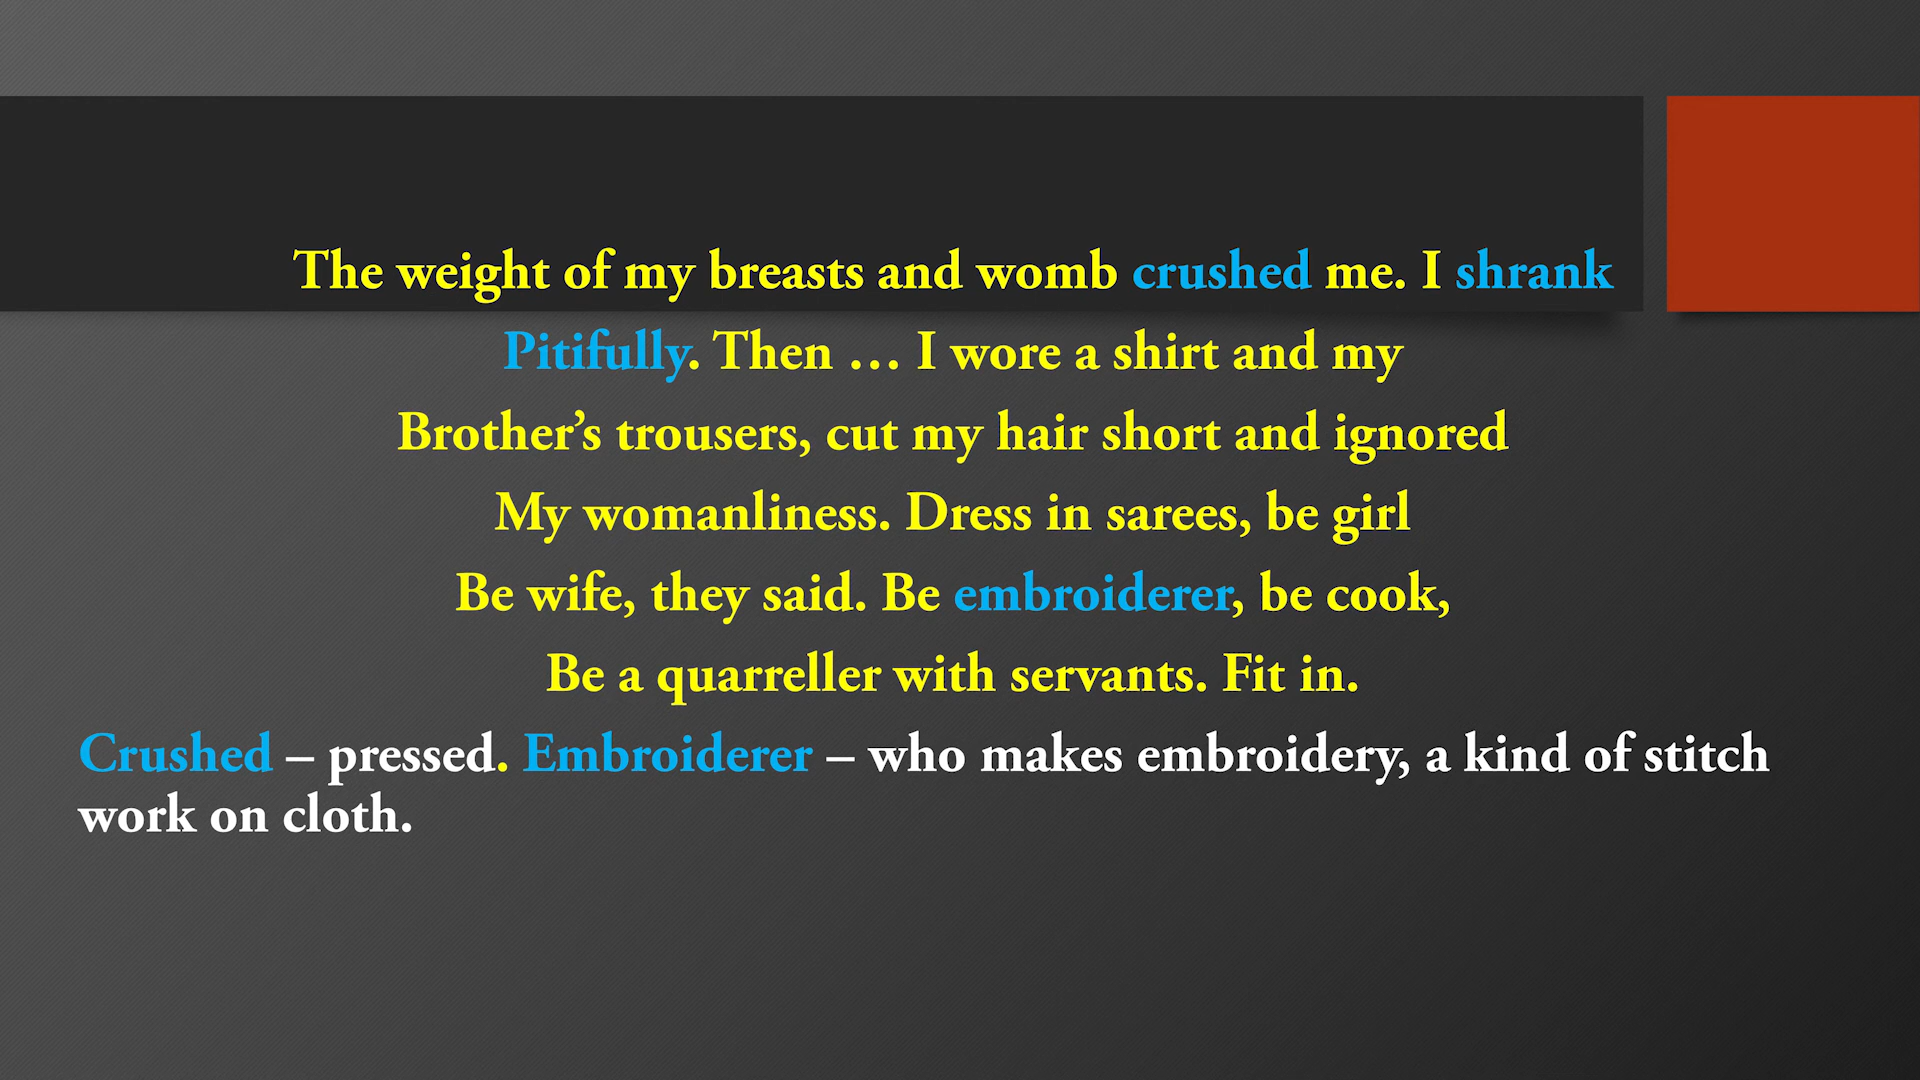 The weight of my breasts and womb crushed me. I shrank
Pitifully. Then … I wore a shirt and my
Brother’s trousers, cut my hair short and ignored
My womanliness. Dress in sarees, be girl
Be wife, they said. Be embroiderer, be cook,
Be a quarreller with servants. Fit in.
Crushed – pressed. Embroiderer – who makes embroidery, a kind of stitch
work on cloth.